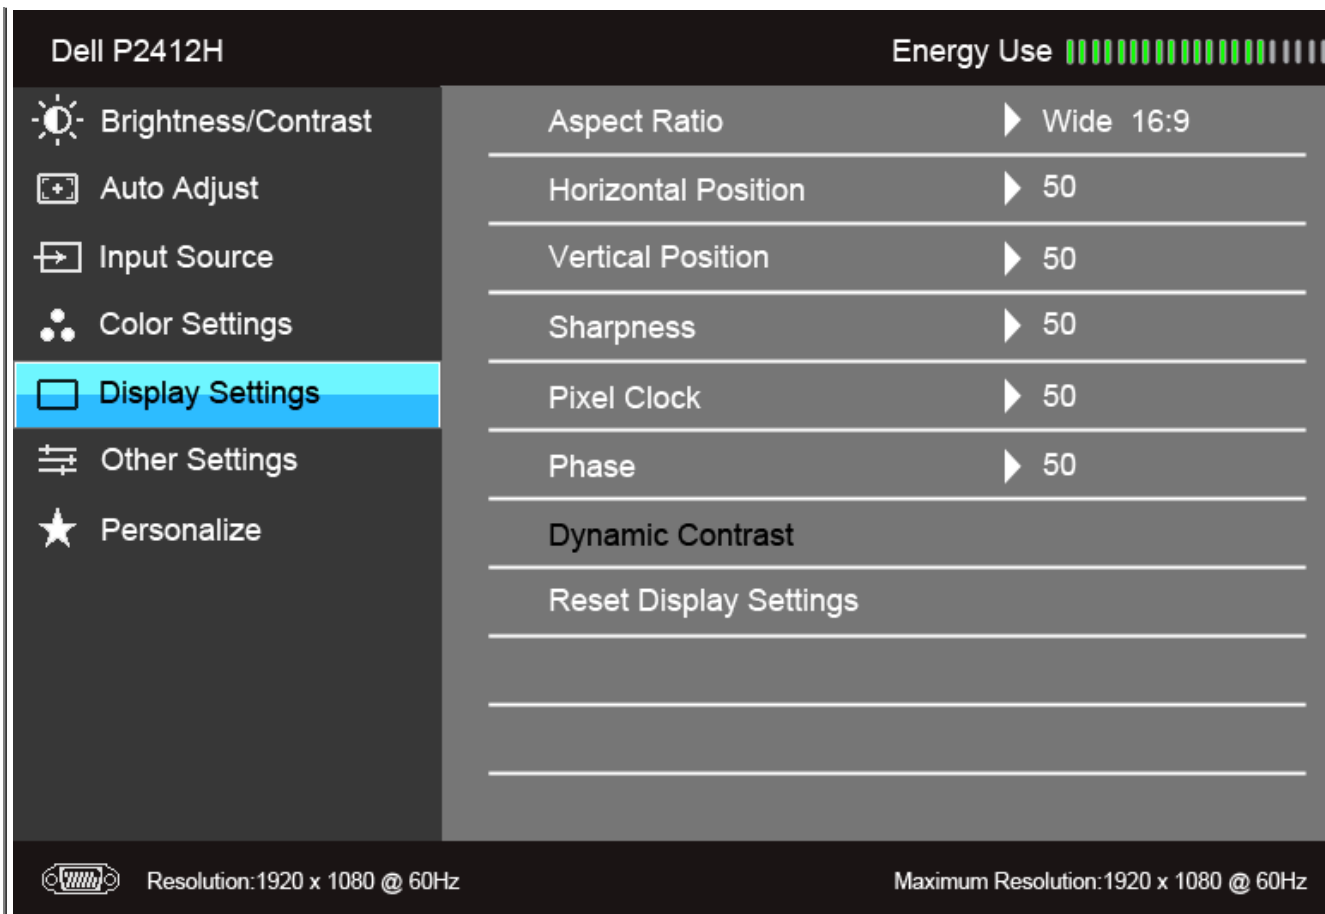 Dell P2412H Energy Use
Brightness/Contrast Aspect Ratio Wide 16:9
Auto Adjust Horizontal Position 50
Input Source Vertical Position 50
Color Settings Sharpness 50
Display Settings Pixel Clock 50
Other Settings Phase 50
Personalize Dynamic Contrast
Reset Display Settings
Resolution:1920 x 1080 @ 60Hz Maximum Resolution:1920 x 1080 @ 60Hz